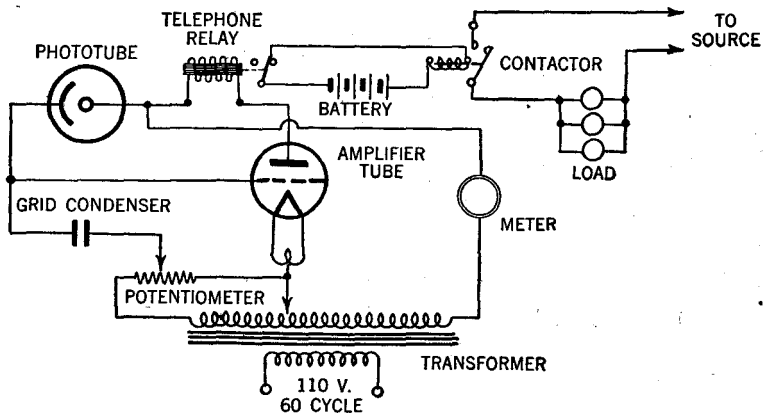 TELEPHONE
RELAY
TO
SOURCE
PHOTOTUBE
CONTACTOR
BATTERY
AMPLIFIER
TUBE
LOAD
GRID CONDENSER
METER
POTENTIOMETER
TRANSFORMER
110 V.
60 CYCLE